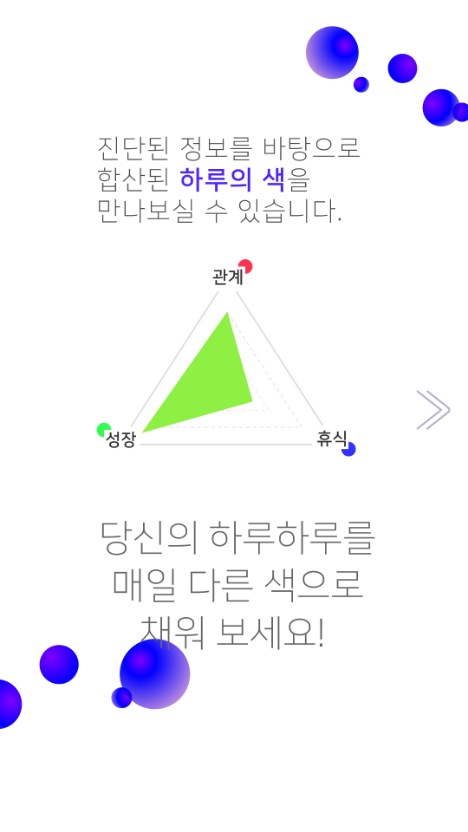 진단된 정보를 바탕으로
합산된 하루의 색을
만나보실 수 있습니다.
관계
성장
휴식
당신의 하루하루를
매일 다른 색으로
채워 보세요!